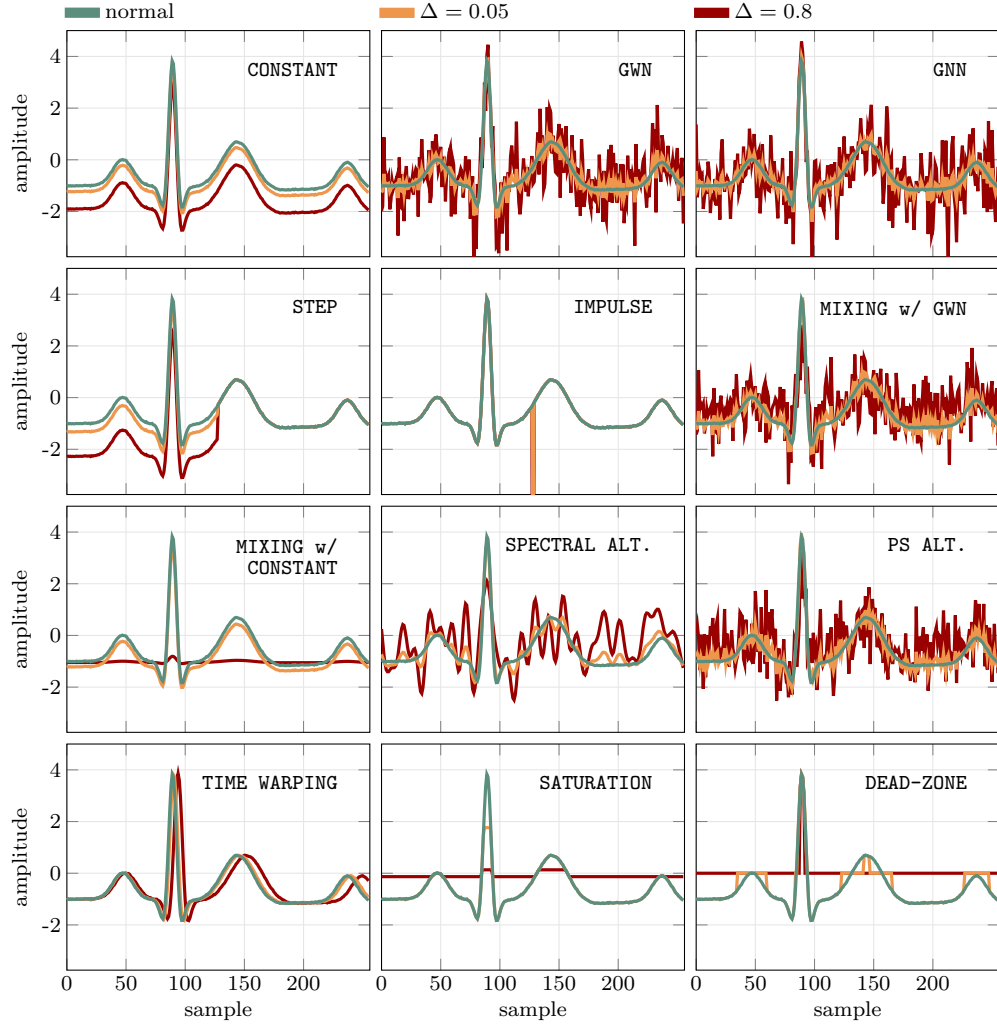 normal Δ = 0.05 Δ = 0.8
CONSTANT GWN GNN
4
2
0
-2
amplitude
STEP IMPULSE MIXING w/ GWN
4
2
0
-2
amplitude
MIXING w/ SPECTRAL ALT. PS ALT.
CONSTANT
4
2
0
-2
amplitude
TIME WARPING SATURATION DEAD-ZONE
4
2
0
-2
amplitude
0 50 100 150 200 0 50 100 150 200 0 50 100 150 200
sample sample sample